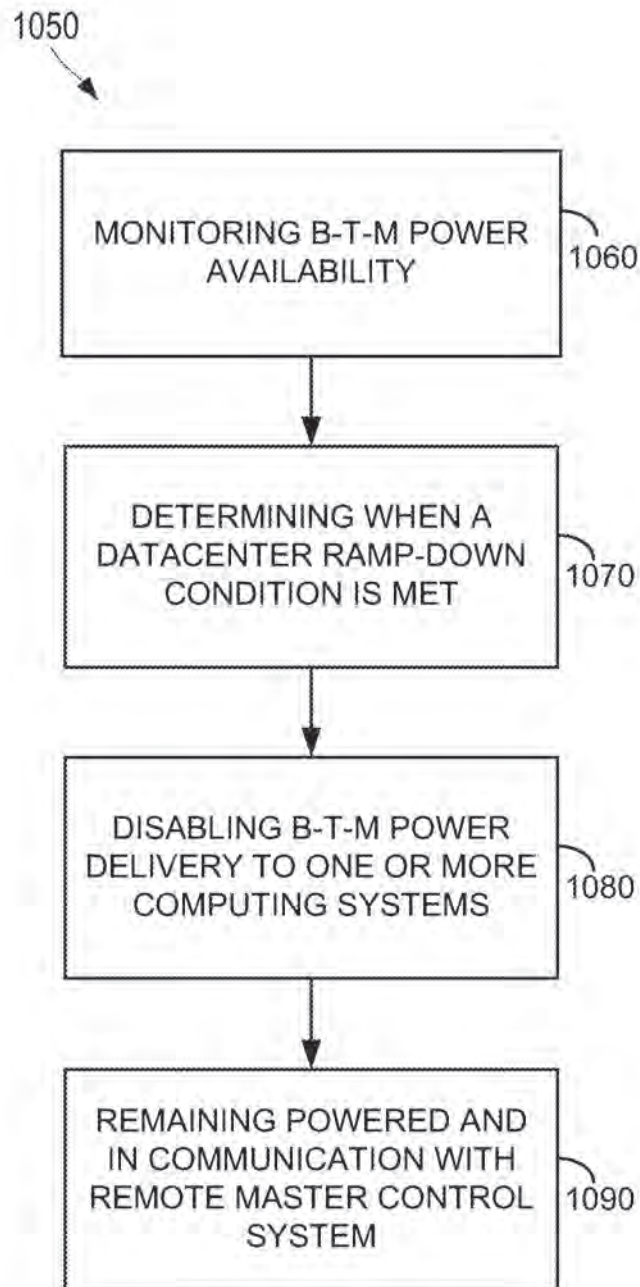 1050
MONITORING B-T-M POWER
AVAILABILITY
1060
DETERMINING WHEN A
DATACENTER RAMP-DOWN
CONDITION IS MET
1070
DISABLING B-T-M POWER
DELIVERY TO ONE OR MORE
COMPUTING SYSTEMS
1080
REMAINING POWERED AND
IN COMMUNICATION WITH
REMOTE MASTER CONTROL
SYSTEM
1090